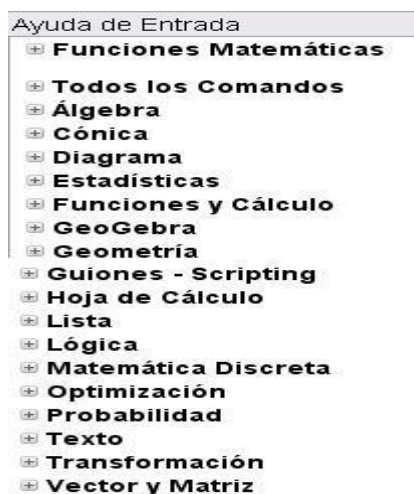 Ayuda de Entrada
Funciones Matemáticas
Todos los Comandos
Álgebra
Cónica
Diagrama
Estadísticas
Funciones y Cálculo
GeoGebra
Geometría
Guiones - Scripting
Hoja de Cálculo
Lista
Lógica
Matemática Discreta
Optimización
Probabilidad
Texto
Transformación
Vector y Matriz